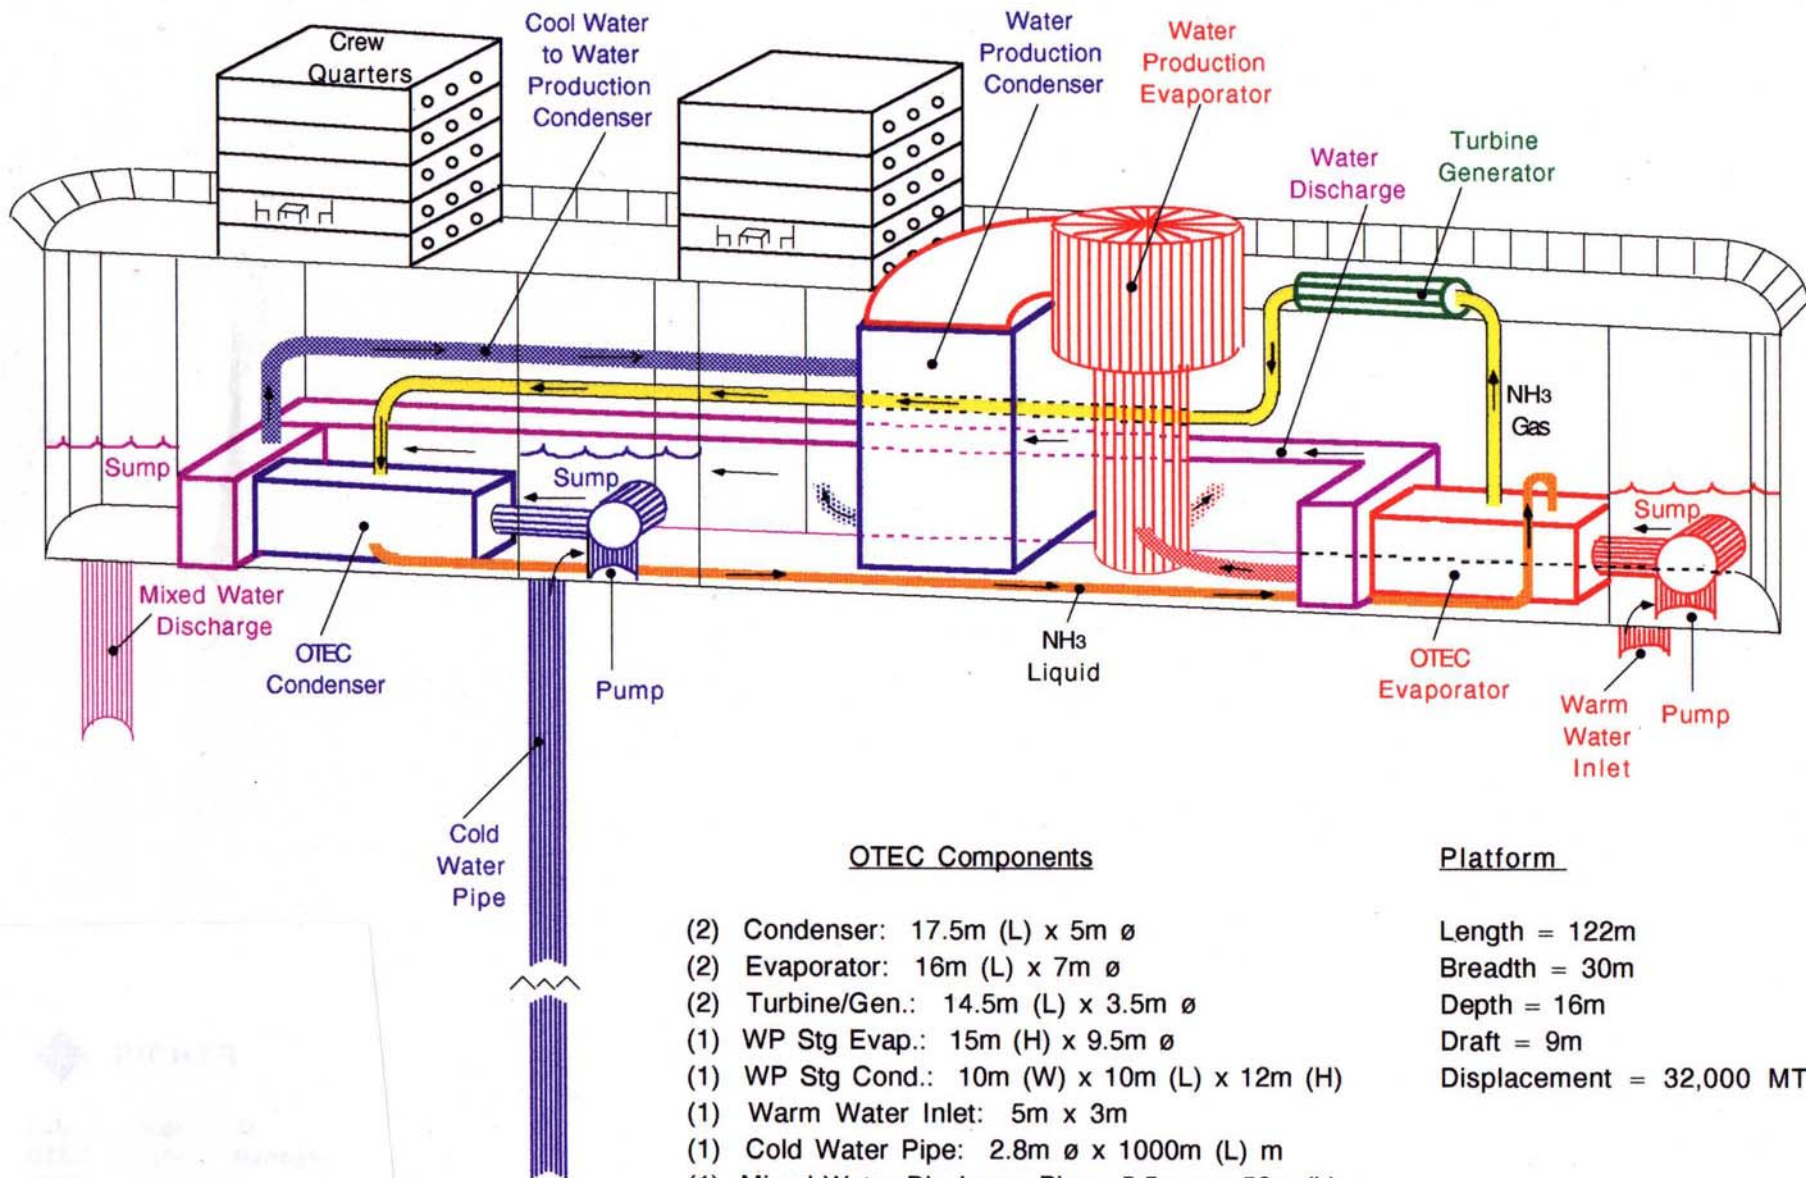 Crew
Quarters
Cool Water
to Water
Production
Condenser
Water
Production
Condenser
Water
Production
Evaporator
Water
Discharge
Turbine
Generator
NH3
Gas
Sump
Sump
Sump
Mixed Water
Discharge
OTEC
Condenser
Pump
NH3
Liquid
OTEC
Evaporator
Warm
Water
Inlet
Pump
Cold
Water
Pipe
OTEC Components
(2) Condenser: 17.5m (L) x 5m ø
(2) Evaporator: 16m (L) x 7m ø
(2) Turbine/Gen.: 14.5m (L) x 3.5m ø
(1) WP Stg Evap.: 15m (H) x 9.5m ø
(1) WP Stg Cond.: 10m (W) x 10m (L) x 12m (H)
(1) Warm Water Inlet: 5m x 3m
(1) Cold Water Pipe: 2.8m ø x 1000m (L) m
Platform
Length = 122m
Breadth = 30m
Depth = 16m
Draft = 9m
Displacement = 32,000 MT